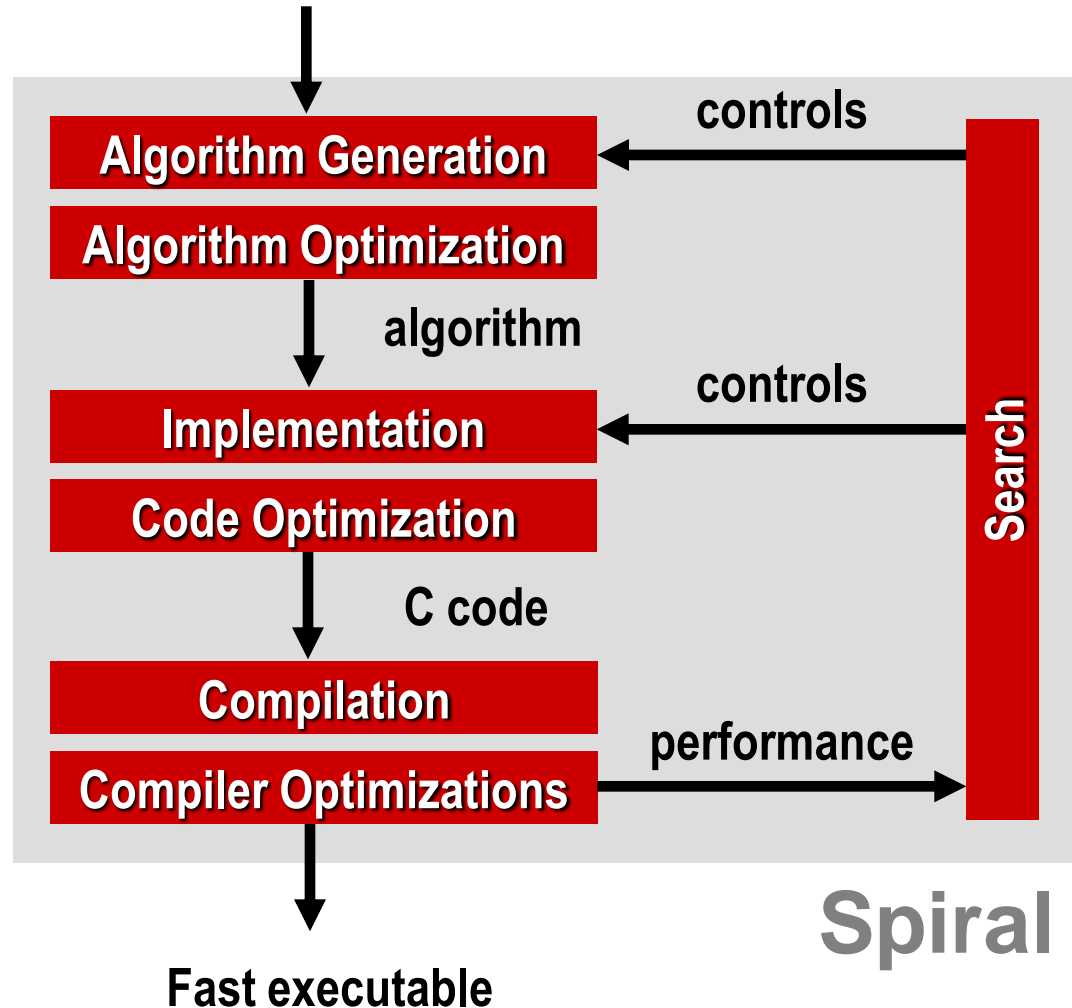 controls
Algorithm Generation
Algorithm Optimization
algorithm
controls
Implementation
Search
Code Optimization
C code
Compilation
performance
Compiler Optimizations
Spiral
Fast executable